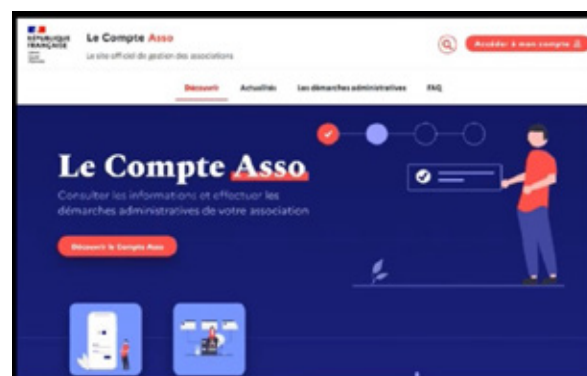 RÉPUBLIQUE
FRANÇAISE
Le Compte Asso
Le site officiel de gestion des associations
Accéder à mon compte
Découvrir Actualités Les démarches administratives FAQ
Le Compte Asso
Consulter les informations et effectuer les
démarches administratives de votre association
Découvrir le Compte Asso